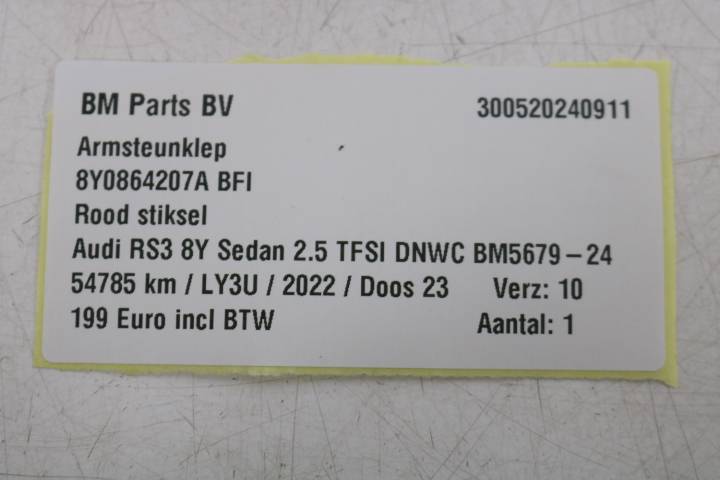 BM Parts BV 300520240911
Armsteunklep
8Y0864207A BFI
Rood stiksel
Audi RS3 8Y Sedan 2.5 TFSI DNWC BM5679-24
54785 km / LY3U / 2022 / Doos 23 Verz: 10
199 Euro incl BTW Aantal: 1